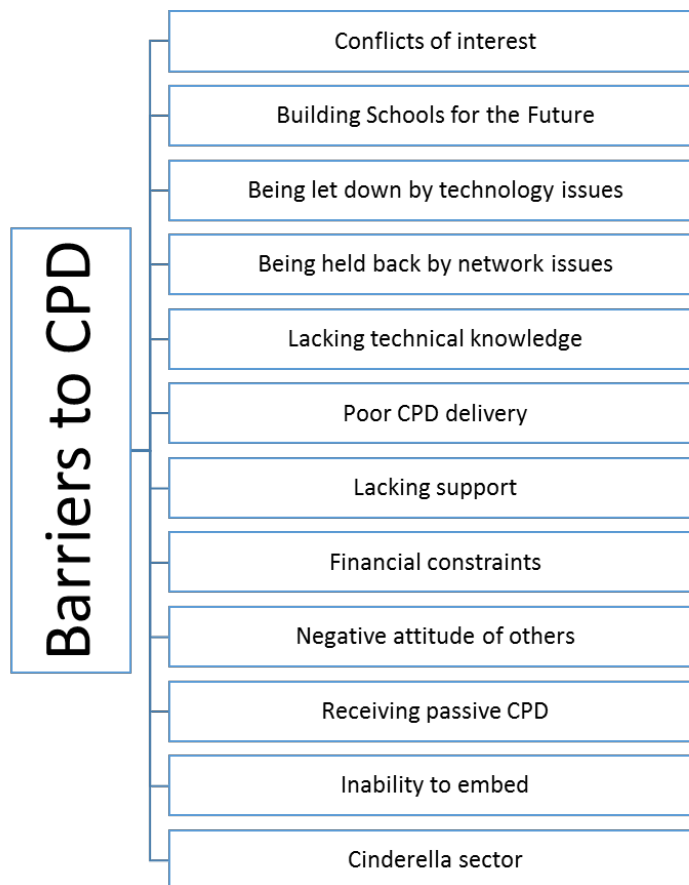 Barriers to CPD
Conflicts of interest
Building Schools for the Future
Being let down by technology issues
Being held back by network issues
Lacking technical knowledge
Poor CPD delivery
Lacking support
Financial constraints
Negative attitude of others
Receiving passive CPD
Inability to embed
Cinderella sector